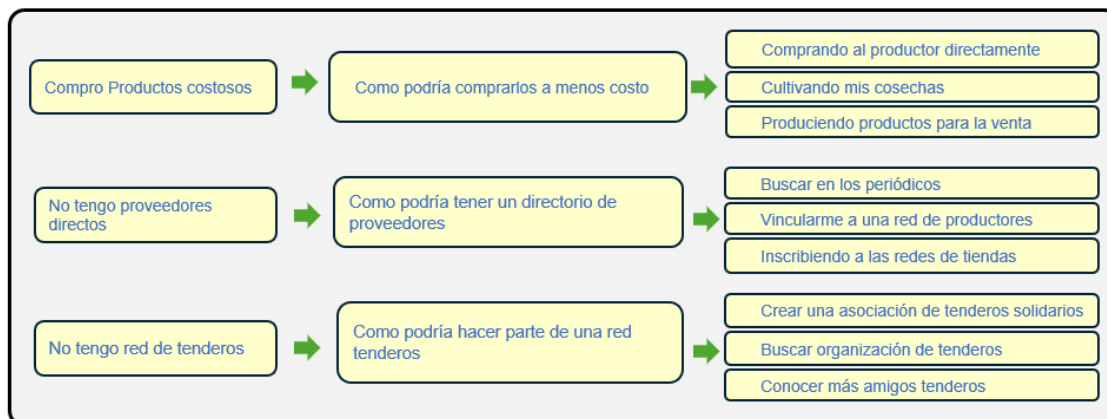 Compro Productos costosos
Como podría comprarlos a menos costo
Comprando al productor directamente
Cultivando mis cosechas
Produciendo productos para la venta
No tengo proveedores
directos
Como podría tener un directorio de
proveedores
Buscar en los periódicos
Vincularme a una red de productores
Inscribiendo a las redes de tiendas
No tengo red de tenderos
Como podría hacer parte de una red
tenderos
Crear una asociación de tenderos solidarios
Buscar organización de tenderos
Conocer más amigos tenderos